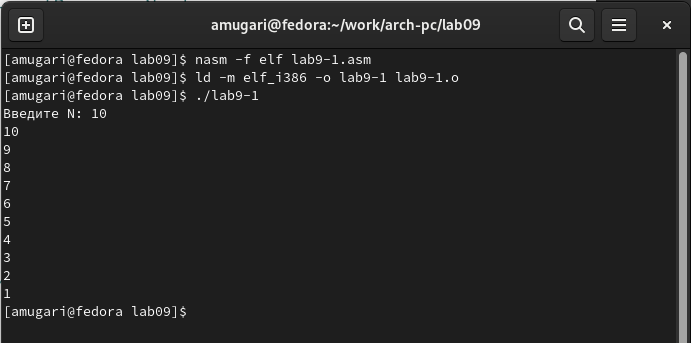 amugari@fedora:~/work/arch-pc/lab09
[amugari@fedora lab09]$ nasm -f elf lab9-1.asm
[amugari@fedora lab09]$ ld -m elf_i386 -o lab9-1 lab9-1.o
[amugari@fedora lab09]$ ./lab9-1
Введите N: 10
10
9
8
7
6
5
4
3
2
1
[amugari@fedora lab09]$